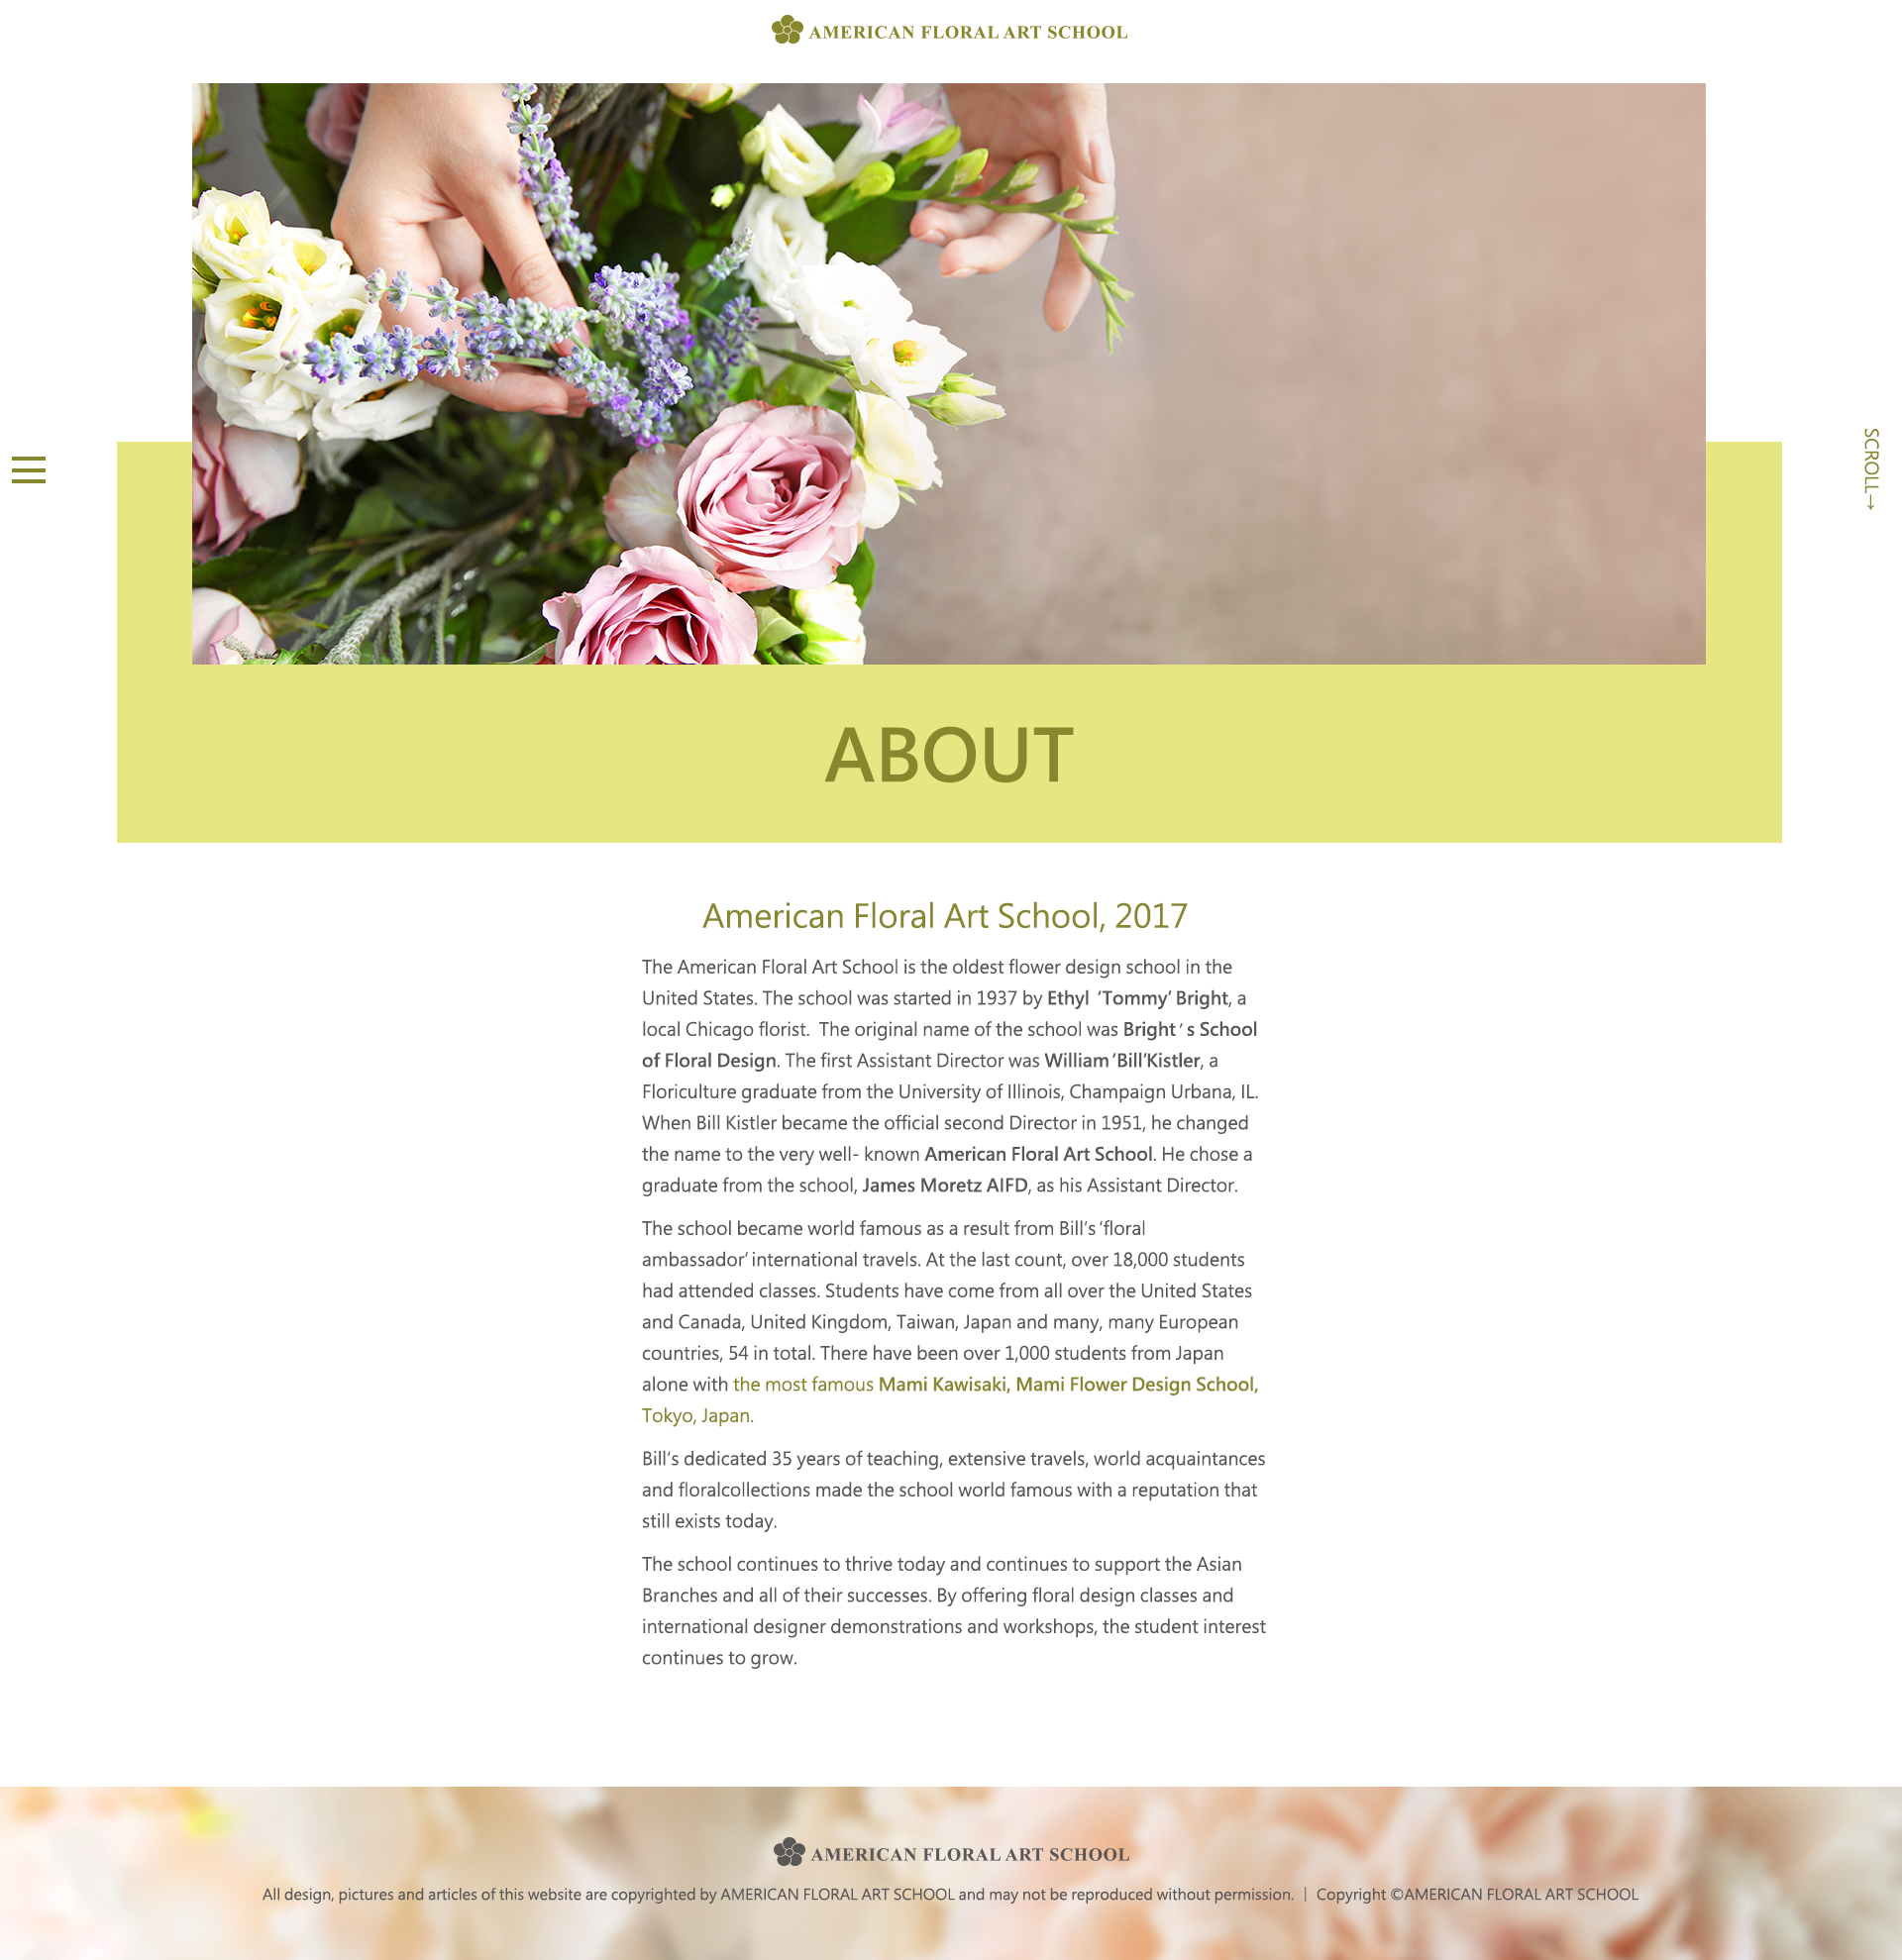 AMERICAN FLORAL ART SCHOOL
SCROLL→
ABOUT
American Floral Art School, 2017
The American Floral Art School is the oldest flower design school in the
United States. The school was started in 1937 by Ethyl  ‘Tommy’ Bright, a
local Chicago florist.  The original name of the school was Bright ’ s School
of Floral Design. The first Assistant Director was William ‘Bill’Kistler, a
Floriculture graduate from the University of Illinois, Champaign Urbana, IL.
When Bill Kistler became the official second Director in 1951, he changed
the name to the very well- known American Floral Art School. He chose a
graduate from the school, James Moretz AIFD, as his Assistant Director.
The school became world famous as a result from Bill’s ‘floral
ambassador’ international travels. At the last count, over 18,000 students
had attended classes. Students have come from all over the United States
and Canada, United Kingdom, Taiwan, Japan and many, many European
countries, 54 in total. There have been over 1,000 students from Japan
alone with the most famous Mami Kawisaki, Mami Flower Design School,
Tokyo, Japan.
Bill’s dedicated 35 years of teaching, extensive travels, world acquaintances
and floralcollections made the school world famous with a reputation that
still exists today.
The school continues to thrive today and continues to support the Asian
Branches and all of their successes. By offering floral design classes and
international designer demonstrations and workshops, the student interest
continues to grow.
AMERICAN FLORAL ART SCHOOL
All design, pictures and articles of this website are copyrighted by AMERICAN FLORAL ART SCHOOL and may not be reproduced without permission. | Copyright ©AMERICAN FLORAL ART SCHOOL